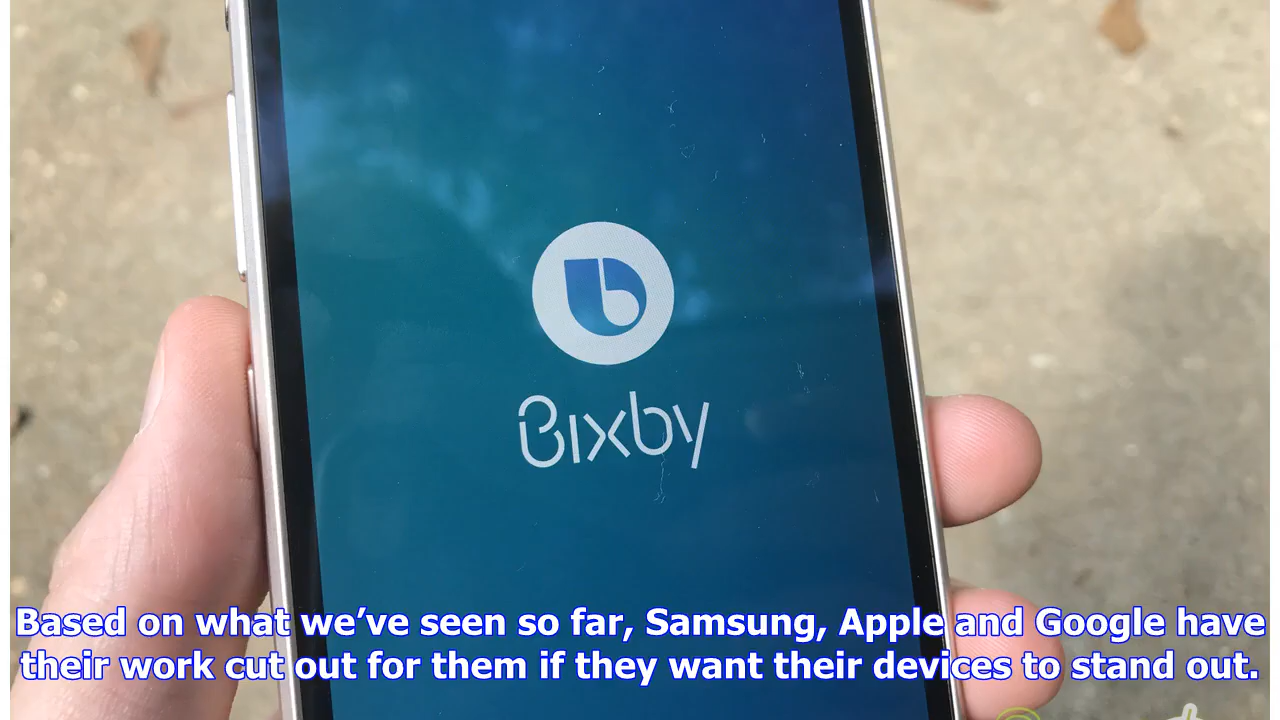 Bixby
Based on what we’ve seen so far, Samsung, Apple and Google have
their work cut out for them if they want their devices to stand out.